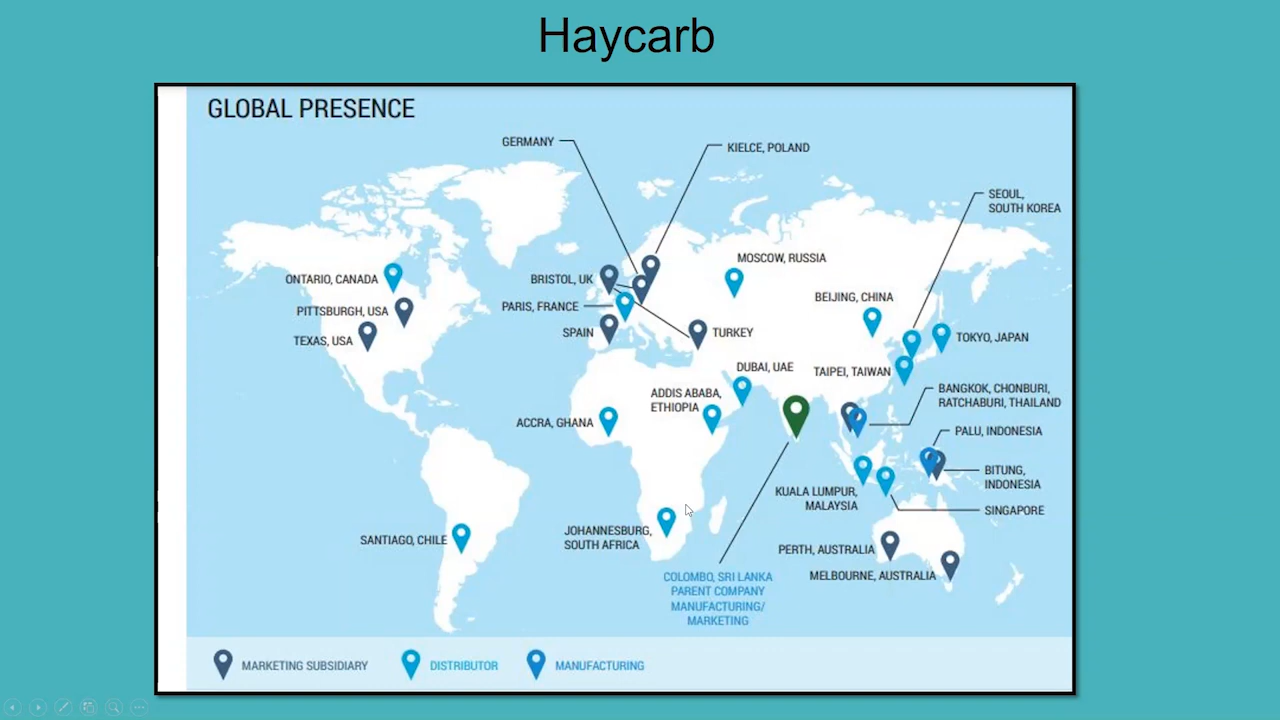 Haycarb
GLOBAL PRESENCE
GERMANY
KIELCE, POLAND
SEOUL,
SOUTH KOREA
MOSCOW, RUSSIA
ONTARIO, CANADA
BRISTOL, UK
BEIJING, CHINA
PARIS, FRANCE
PITTSBURGH, USA
SPAIN
TURKEY
TEXAS, USA
TOKYO, JAPAN
DUBAI, UAE
TAIPEI, TAIWAN
ADDIS ABABA,
ETHIOPIA
BANGKOK, CHONBURI,
RATCHABURI, THAILAND
ACCRA, GHANA
PALU, INDONESIA
BITUNG,
INDONESIA
KUALA LUMPUR,
MALAYSIA
SINGAPORE
SANTIAGO, CHILE
JOHANNESBURG,
SOUTH AFRICA
PERTH, AUSTRALIA
MELBOURNE, AUSTRALIA
COLOMBO, SRI LANKA
PARENT COMPANY
MANUFACTURING/
MARKETING
MARKETING SUBSIDIARY
DISTRIBUTOR
MANUFACTURING